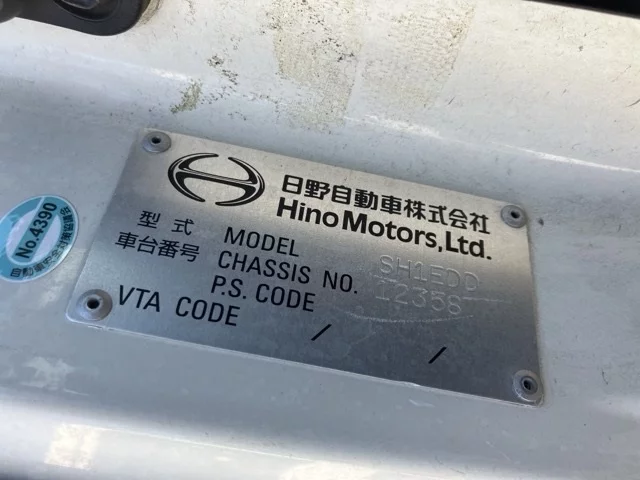 日野自動車株式会社
Hino Motors, Ltd.
型式 MODEL SH1EDD
車台番号 CHASSIS NO. 12358
P.S. CODE
VTA CODE / /
No.4390